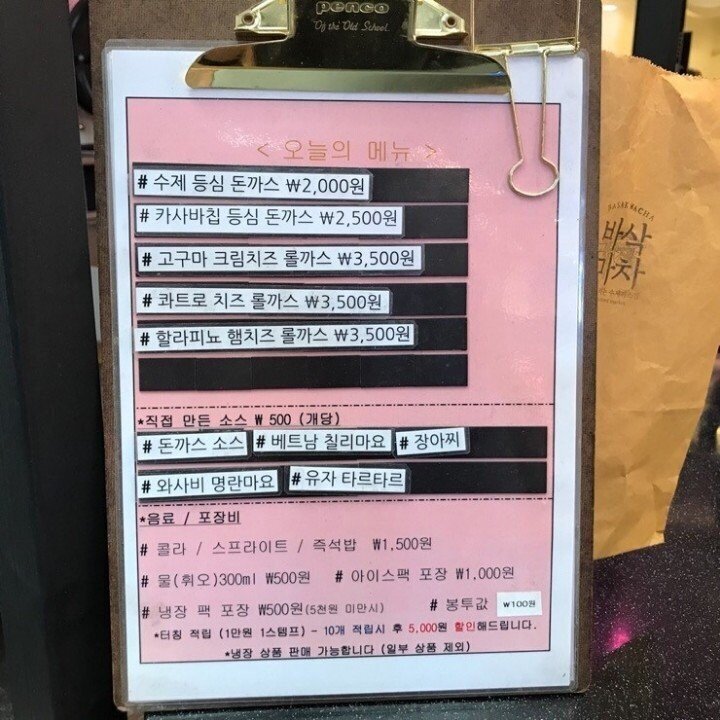 penco
"Of the Old School"
< 오늘의 메뉴 >
# 수제 등심 돈까스 ₩2,000원
# 카사바칩 등심 돈까스 ₩2,500원
# 고구마 크림치즈 롤까스 ₩3,500원
# 콰트로 치즈 롤까스 ₩3,500원
# 할라피뇨 햄치즈 롤까스 ₩3,500원
*직접 만든 소스 ₩ 500 (개당)
# 돈까스 소스 # 베트남 칠리마요 # 장아찌
# 와사비 명란마요 # 유자 타르타르
*음료 / 포장비
# 콜라 / 스프라이트 / 즉석밥 ₩1,500원
# 물(휘오)300ml ₩500원 # 아이스팩 포장 ₩1,000원
# 냉장 팩 포장 ₩500원(5천원 미만시) # 봉투값 ₩100원
*터칭 적립 (1만원 1스템프) - 10개 적립시 후 5,000원 할인해드립니다.
*냉장 상품 판매 가능합니다 (일부 상품 제외)
BASAK MACHA
바삭
마차